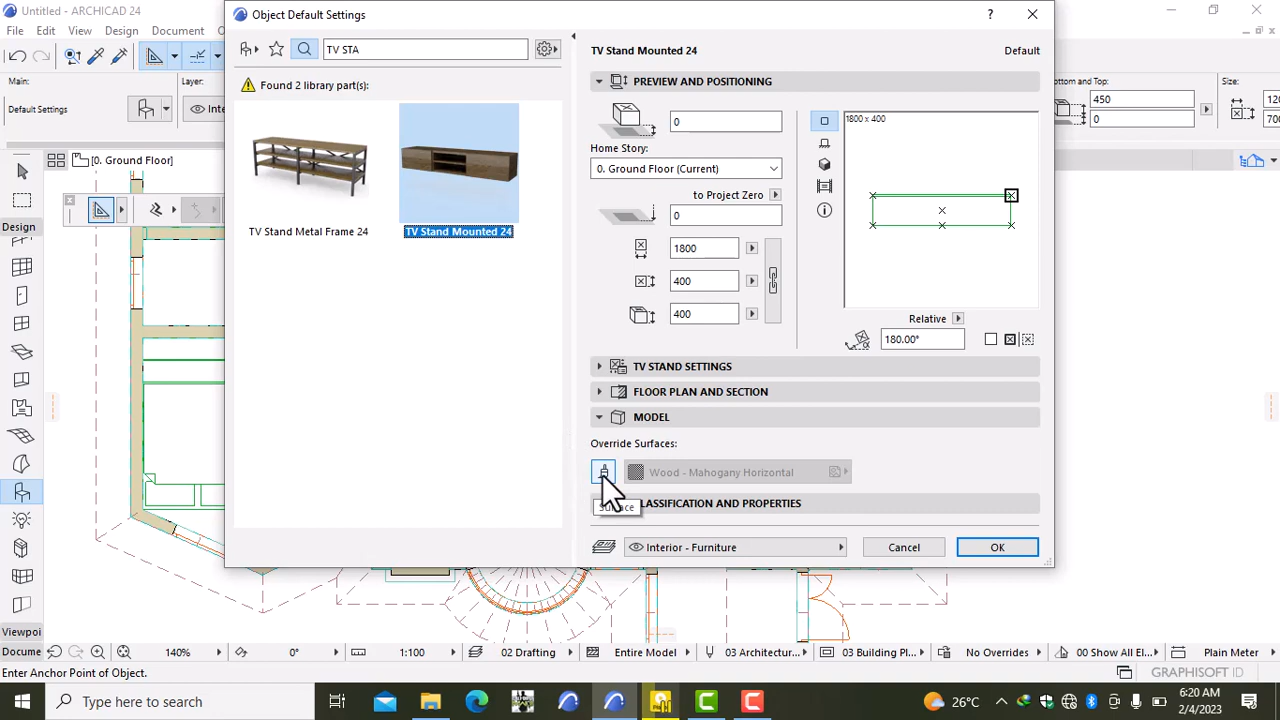 Untitled - ARCHICAD 24
File Edit View Design Document
Main:
Layer:
Default Settings
Inte
[0. Ground Floor]
Design
Viewpoi
Docume
Object Default Settings
TV STA
Found 2 library part(s):
TV Stand Metal Frame 24
TV Stand Mounted 24
TV Stand Mounted 24
Default
PREVIEW AND POSITIONING
0
Home Story:
0. Ground Floor (Current)
to Project Zero
0
1800
400
400
1800 x 400
Relative
180.00°
TV STAND SETTINGS
FLOOR PLAN AND SECTION
MODEL
Override Surfaces:
Wood - Mahogany Horizontal
Surface
LASSIFICATION AND PROPERTIES
Interior - Furniture
Cancel
OK
ottom and Top:
Size:
450
120
0
700
140%
0°
1:100
02 Drafting
Entire Model
03 Architectur...
03 Building Pl...
No Overrides
00 Show All El...
Plain Meter
Enter Anchor Point of Object.
GRAPHISOFT ID
Type here to search
26°C
6:20 AM
2/4/2023